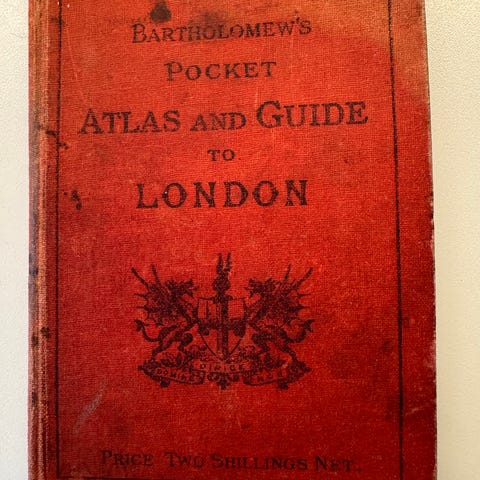 BARTHOLOMEW'S
POCKET
ATLAS AND GUIDE
TO
LONDON
DOMINE DIRIGE NOS
PRICE TWO SHILLINGS NET.